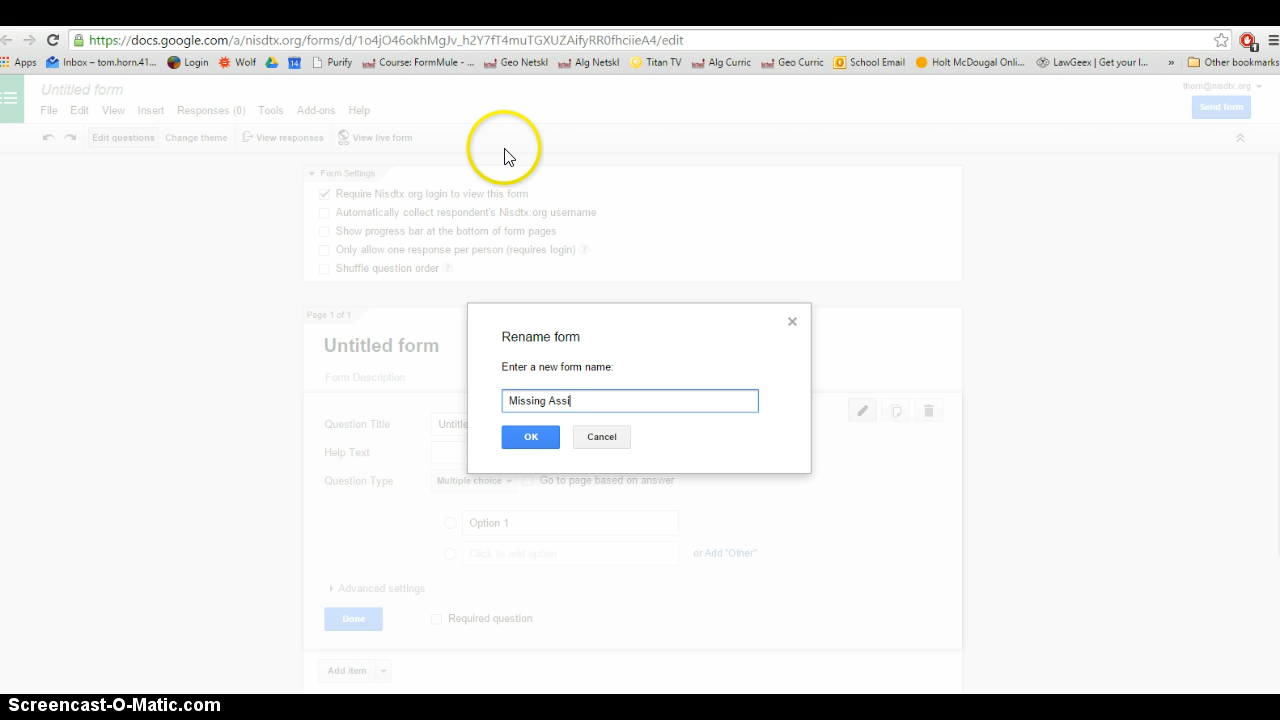 https://docs.google.com/a/nisdtx.org/forms/d/1o4jO46okhMgJv_h2Y7fT4muTGXUZAifyRR0fhciieA4/edit
Apps Inbox - tom.horn.41... Login Wolf 14 Purify Course: FormMule - ... Geo Netskl Alg Netskl Titan TV Alg Curric Geo Curric School Email Holt McDougal Onl... LawGeex | Get your l... » Other bookmarks
Untitled form
thorn@nisdtx.org
File Edit View Insert Responses (0) Tools Add-ons Help
Send form
Edit questions Change theme View responses View live form
Form Settings
Require Nisdtx.org login to view this form
Automatically collect respondent's Nisdtx.org username
Show progress bar at the bottom of form pages
Only allow one response per person (requires login) ?
Shuffle question order ?
Page 1 of 1
Untitled form
Form Description
Rename form
Enter a new form name:
Missing Assi
OK Cancel
Question Title Untitle
Help Text
Question Type Multiple choice Go to page based on answer
Option 1
Click to add option or Add "Other"
Advanced settings
Done Required question
Add item
Screencast-O-Matic.com